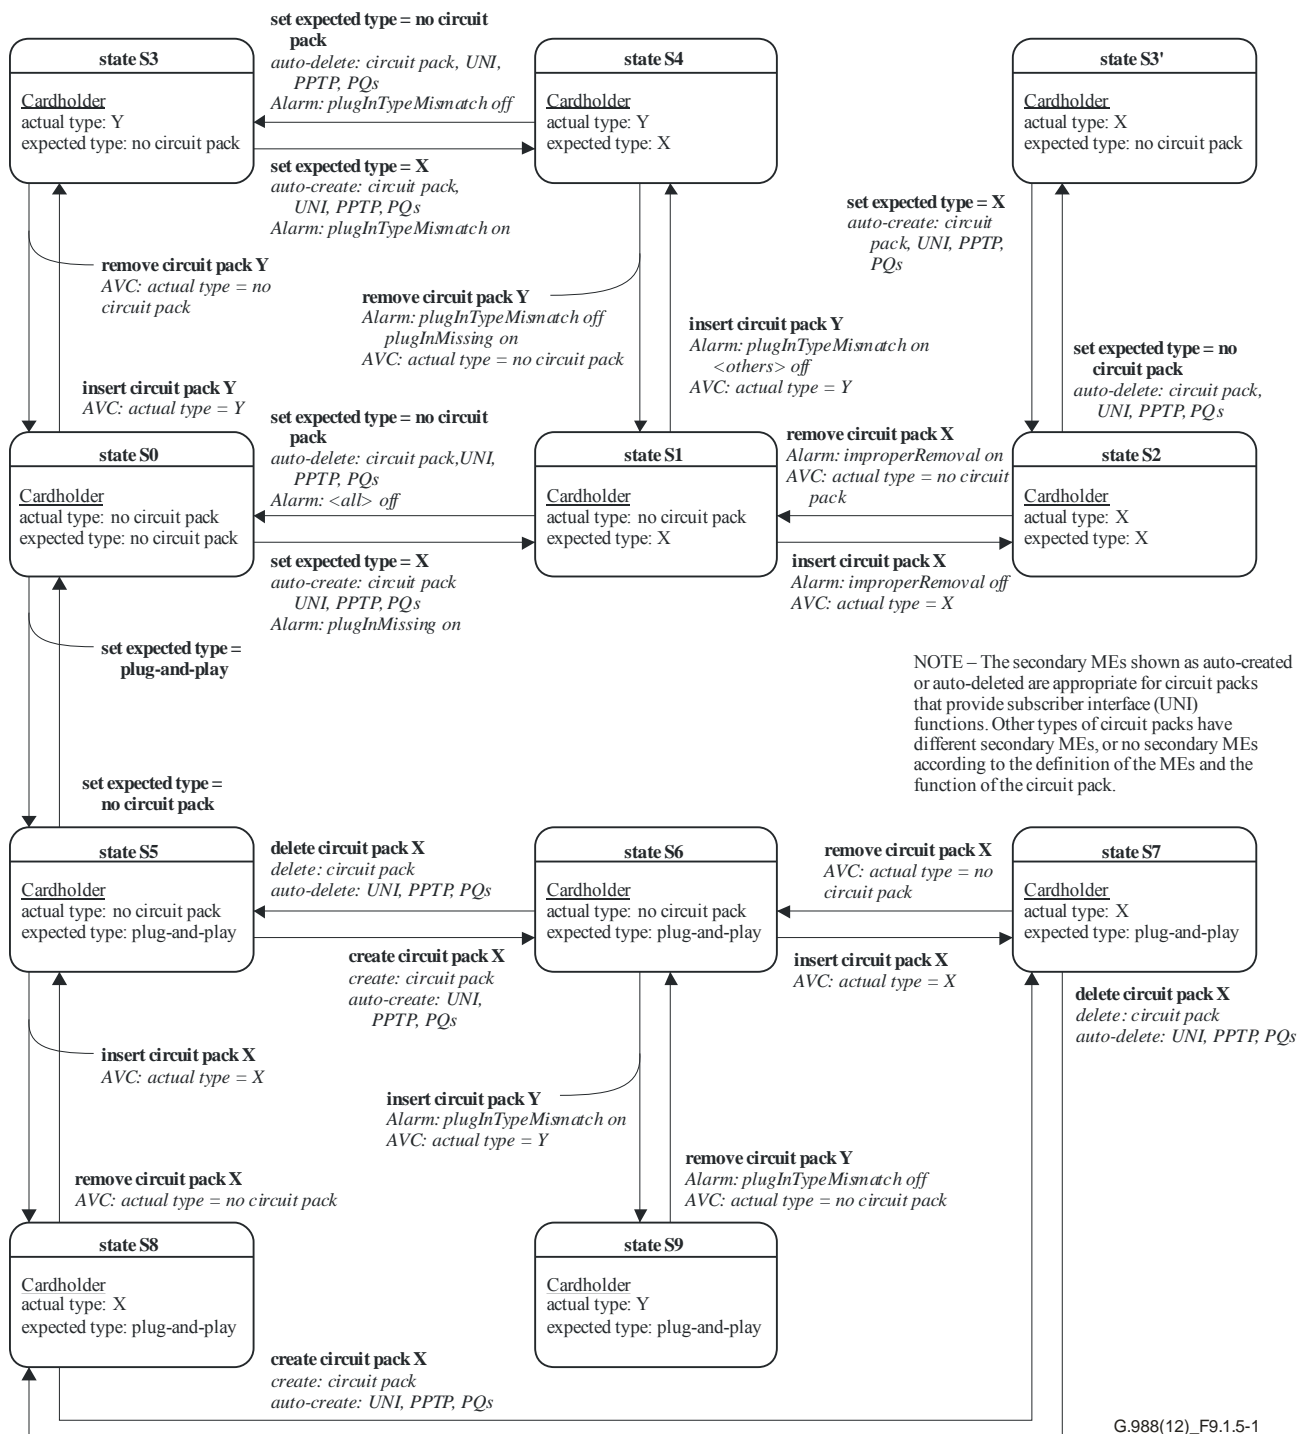 set expected type = no circuit
pack
auto-delete: circuit pack, UNI,
PPTP, PQs
Alarm: plugInTypeMismatch off
state S3
Cardholder
actual type: Y
expected type: no circuit pack
state S4
Cardholder
actual type: Y
expected type: X
state S3'
Cardholder
actual type: X
expected type: no circuit pack
set expected type = X
auto-create: circuit pack,
UNI, PPTP, PQs
Alarm: plugInTypeMismatch on
set expected type = X
auto-create: circuit
pack, UNI, PPTP,
PQs
remove circuit pack Y
AVC: actual type = no
circuit pack
remove circuit pack Y
Alarm: plugInTypeMismatch off
plugInMissing on
AVC: actual type = no circuit pack
insert circuit pack Y
Alarm: plugInTypeMismatch on
<others> off
AVC: actual type = Y
set expected type = no
circuit pack
auto-delete: circuit pack,
UNI, PPTP, PQs
insert circuit pack Y
AVC: actual type = Y
set expected type = no circuit
pack
auto-delete: circuit pack,UNI,
PPTP, PQs
Alarm: <all> off
remove circuit pack X
Alarm: improperRemoval on
AVC: actual type = no circuit
pack
state S0
Cardholder
actual type: no circuit pack
expected type: no circuit pack
state S1
Cardholder
actual type: no circuit pack
expected type: X
state S2
Cardholder
actual type: X
expected type: X
set expected type = X
auto-create: circuit pack
UNI, PPTP, PQs
Alarm: plugInMissing on
insert circuit pack X
Alarm: improperRemoval off
AVC: actual type = X
set expected type =
plug-and-play
NOTE – The secondary MEs shown as auto-created
or auto-deleted are appropriate for circuit packs
that provide subscriber interface (UNI)
functions. Other types of circuit packs have
different secondary MEs, or no secondary MEs
according to the definition of the MEs and the
function of the circuit pack.
set expected type =
no circuit pack
state S5
Cardholder
actual type: no circuit pack
expected type: plug-and-play
delete circuit pack X
delete: circuit pack
auto-delete: UNI, PPTP, PQs
state S6
Cardholder
actual type: no circuit pack
expected type: plug-and-play
remove circuit pack X
AVC: actual type = no
circuit pack
state S7
Cardholder
actual type: X
expected type: plug-and-play
create circuit pack X
create: circuit pack
auto-create: UNI,
PPTP, PQs
insert circuit pack X
AVC: actual type = X
delete circuit pack X
delete: circuit pack
auto-delete: UNI, PPTP, PQs
insert circuit pack X
AVC: actual type = X
insert circuit pack Y
Alarm: plugInTypeMismatch on
AVC: actual type = Y
remove circuit pack X
AVC: actual type = no circuit pack
remove circuit pack Y
Alarm: plugInTypeMismatch off
AVC: actual type = no circuit pack
state S8
Cardholder
actual type: X
expected type: plug-and-play
state S9
Cardholder
actual type: Y
expected type: plug-and-play
create circuit pack X
create: circuit pack
auto-create: UNI, PPTP, PQs
G.988(12)_F9.1.5-1